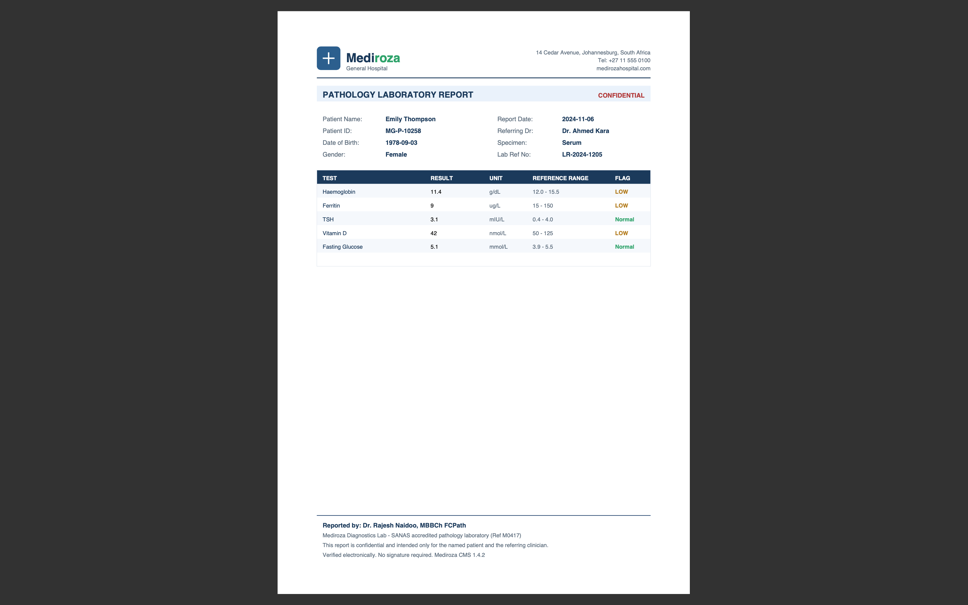 Mediroza
General Hospital
14 Cedar Avenue, Johannesburg, South Africa
Tel: +27 11 555 0100
medirozahospital.com
PATHOLOGY LABORATORY REPORT CONFIDENTIAL
Patient Name: Emily Thompson Report Date: 2024-11-06
Patient ID: MG-P-10258 Referring Dr: Dr. Ahmed Kara
Date of Birth: 1978-09-03 Specimen: Serum
Gender: Female Lab Ref No: LR-2024-1205
TEST RESULT UNIT REFERENCE RANGE FLAG
Haemoglobin 11.4 g/dL 12.0 - 15.5 LOW
Ferritin 9 ug/L 15 - 150 LOW
TSH 3.1 mIU/L 0.4 - 4.0 Normal
Vitamin D 42 nmol/L 50 - 125 LOW
Fasting Glucose 5.1 mmol/L 3.9 - 5.5 Normal
Reported by: Dr. Rajesh Naidoo, MBBCh FCPath
Mediroza Diagnostics Lab - SANAS accredited pathology laboratory (Ref M0417)
This report is confidential and intended only for the named patient and the referring clinician.
Verified electronically. No signature required. Mediroza CMS 1.4.2